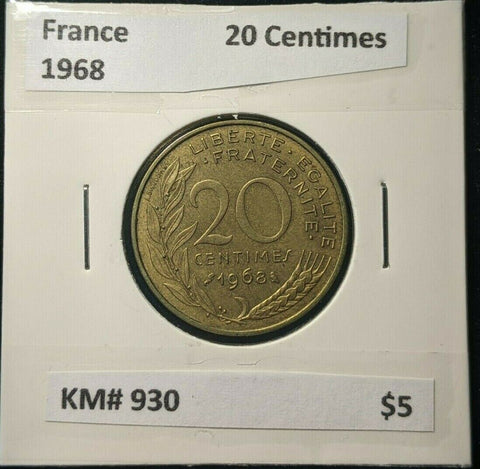 France 20 Centimes
1968
LIBERTE · EGALITE
· FRATERNITE ·
20
CENTIMES
1968
KM# 930 $5